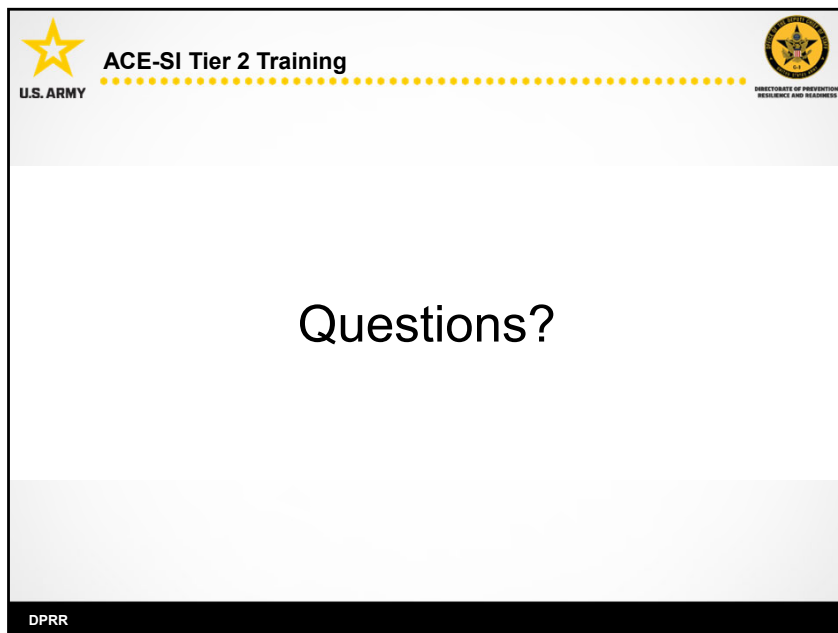 ACE-SI Tier 2 Training
U.S. ARMY
DIRECTORATE OF PREVENTION
RESILIENCE AND READINESS
Questions?
DPRR